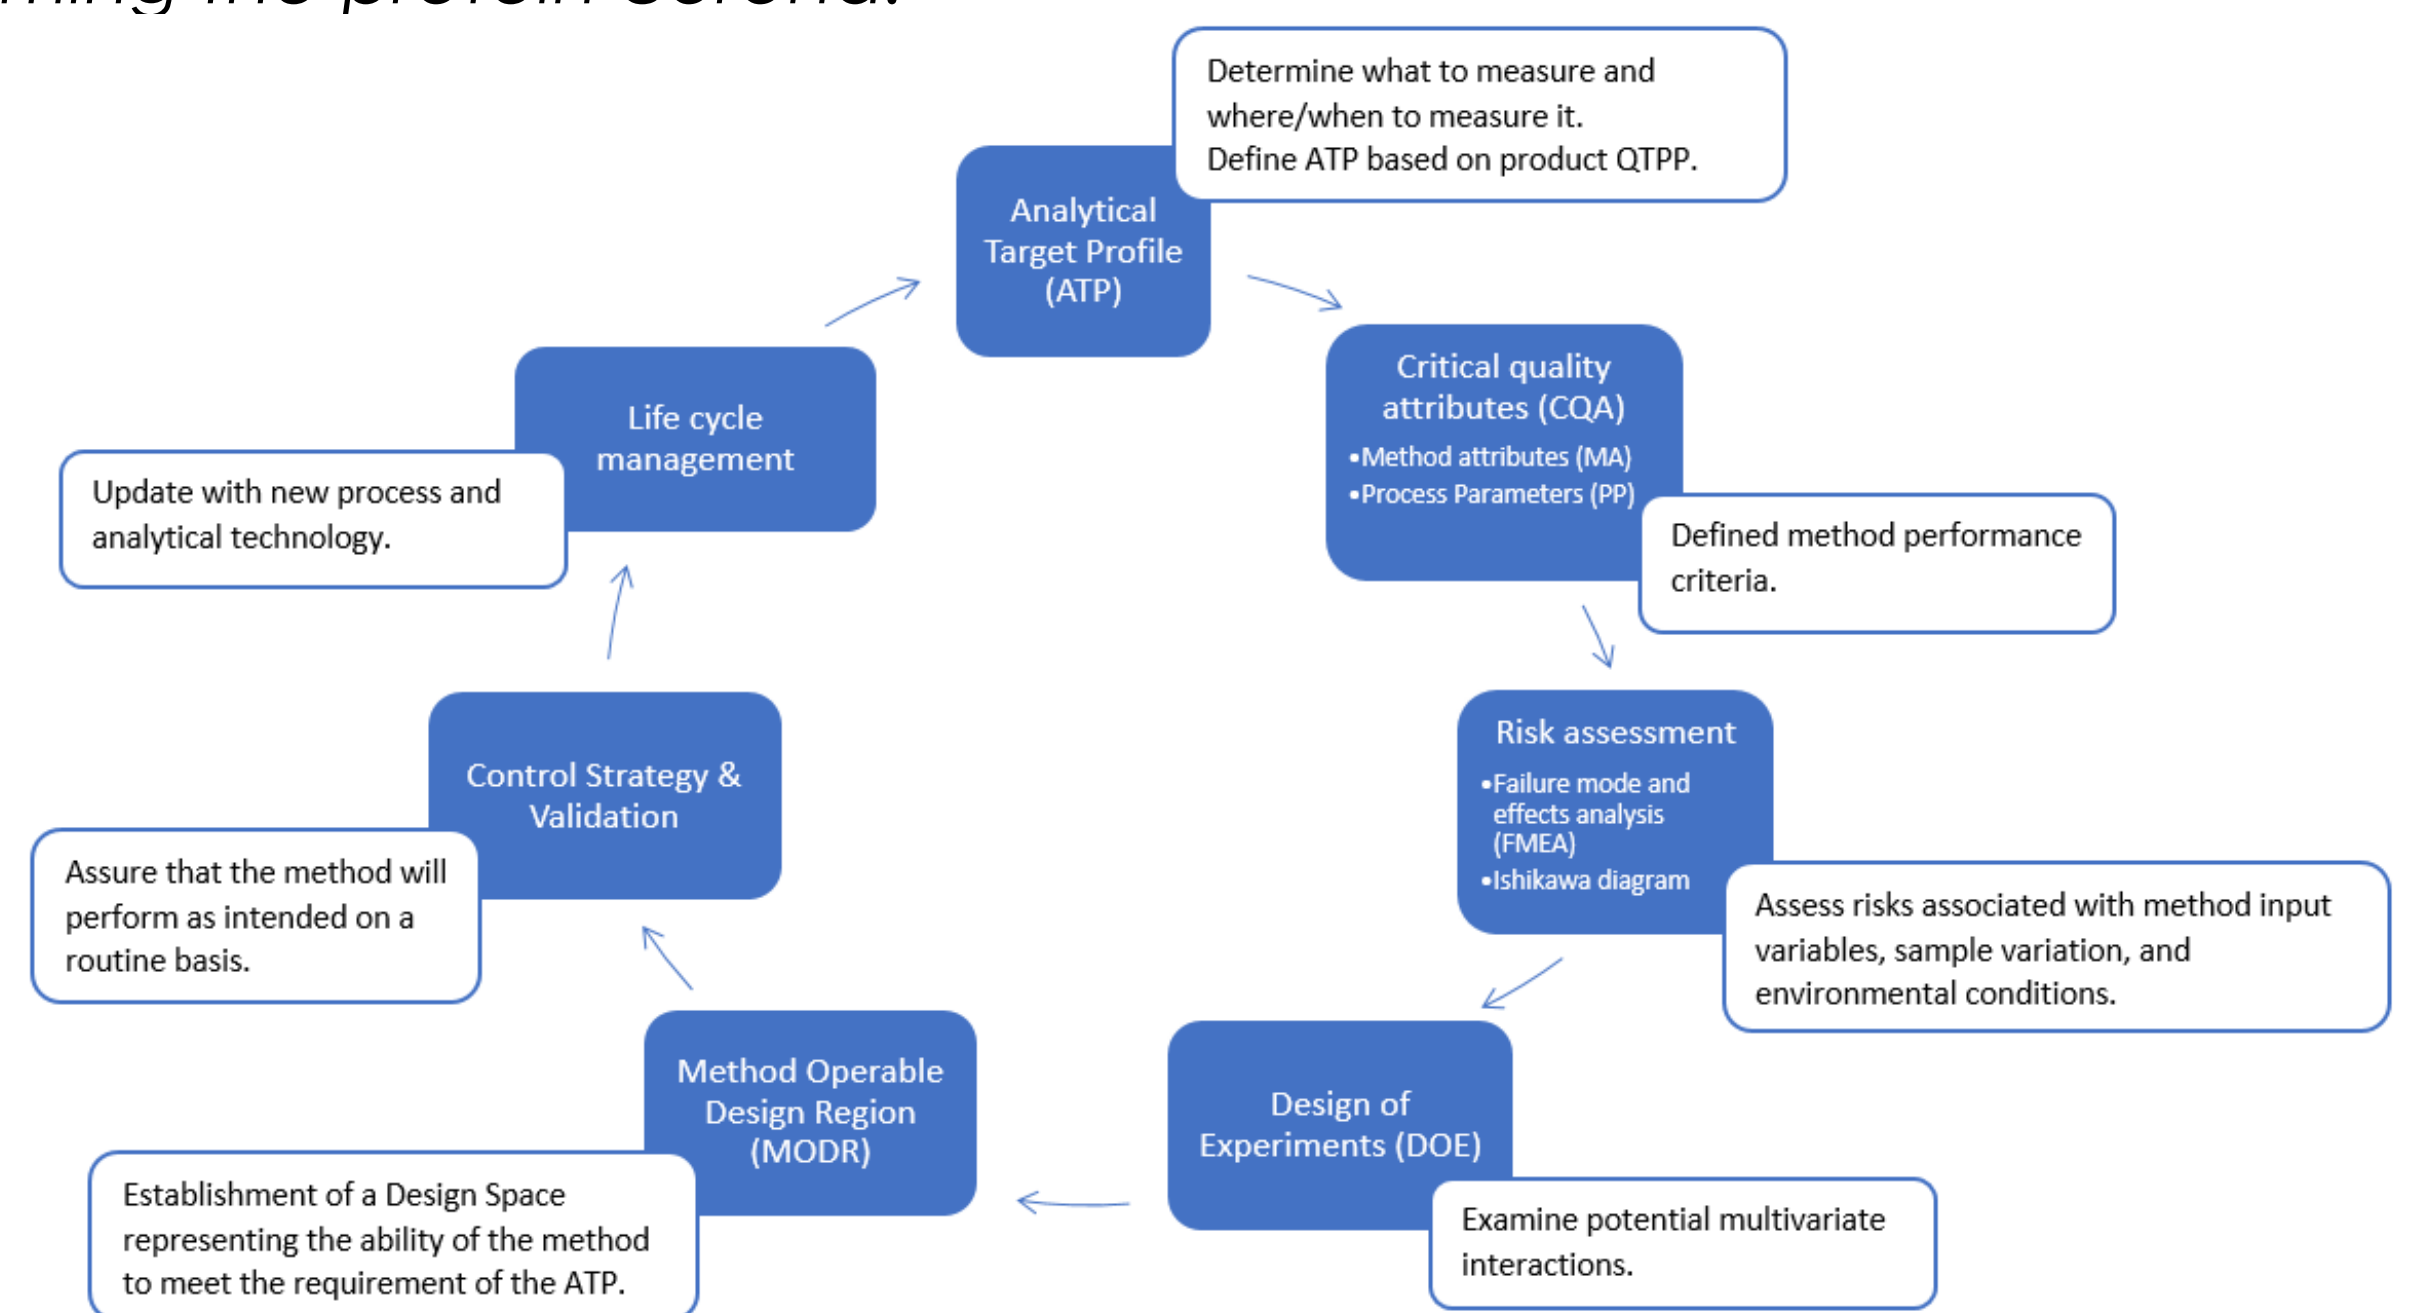 the protein corona.
Determine what to measure and
where/when to measure it.
Define ATP based on product QTPP.
Analytical
Target Profile
(ATP)
Critical quality
attributes (CQA)
•Method attributes (MA)
•Process Parameters (PP)
Defined method performance
criteria.
Risk assessment
•Failure mode and
effects analysis
(FMEA)
•Ishikawa diagram
Assess risks associated with method input
variables, sample variation, and
environmental conditions.
Design of
Experiments (DOE)
Examine potential multivariate
interactions.
Method Operable
Design Region
(MODR)
Establishment of a Design Space
representing the ability of the method
to meet the requirement of the ATP.
Control Strategy &
Validation
Assure that the method will
perform as intended on a
routine basis.
Life cycle
management
Update with new process and
analytical technology.